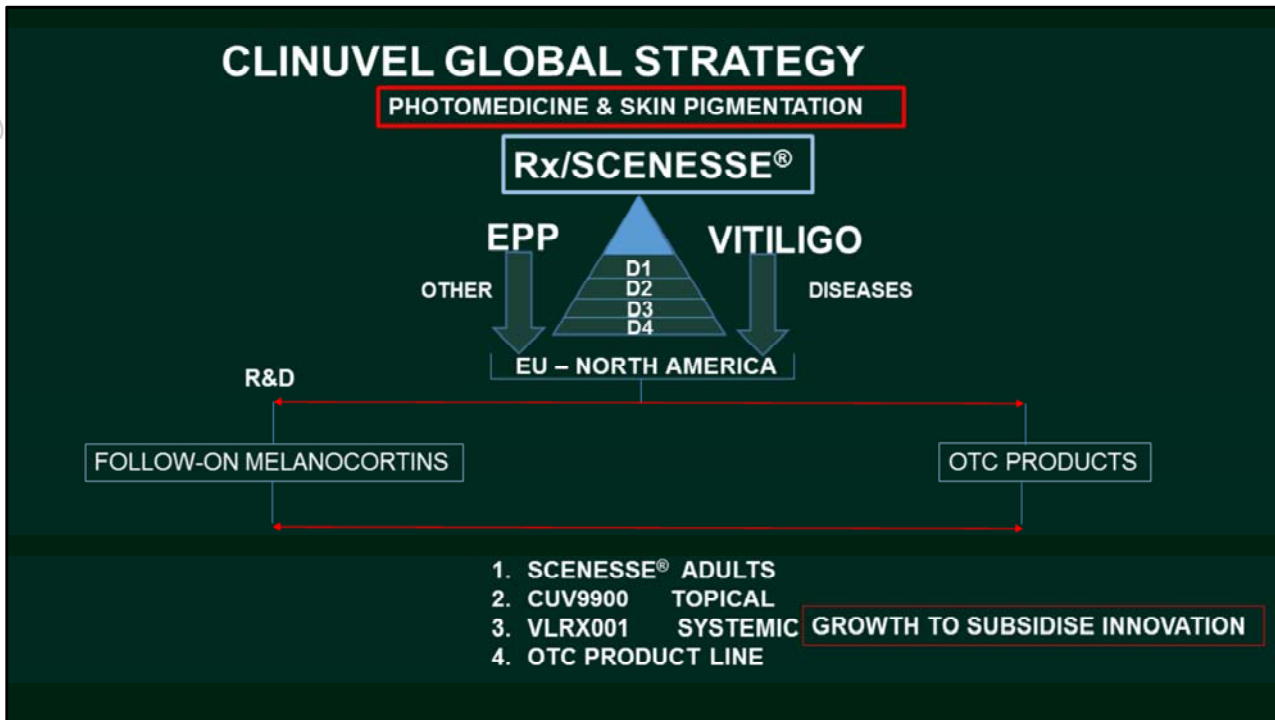 CLINUVEL GLOBAL STRATEGY
PHOTOMEDICINE & SKIN PIGMENTATION
Rx/SCENESSE®
EPP
VITILIGO
D1
OTHER
D2
DISEASES
D3
D4
EU – NORTH AMERICA
R&D
FOLLOW-ON MELANOCORTINS
OTC PRODUCTS
1. SCENESSE® ADULTS
2. CUV9900 TOPICAL
3. VLRX001 SYSTEMIC
GROWTH TO SUBSIDISE INNOVATION
4. OTC PRODUCT LINE